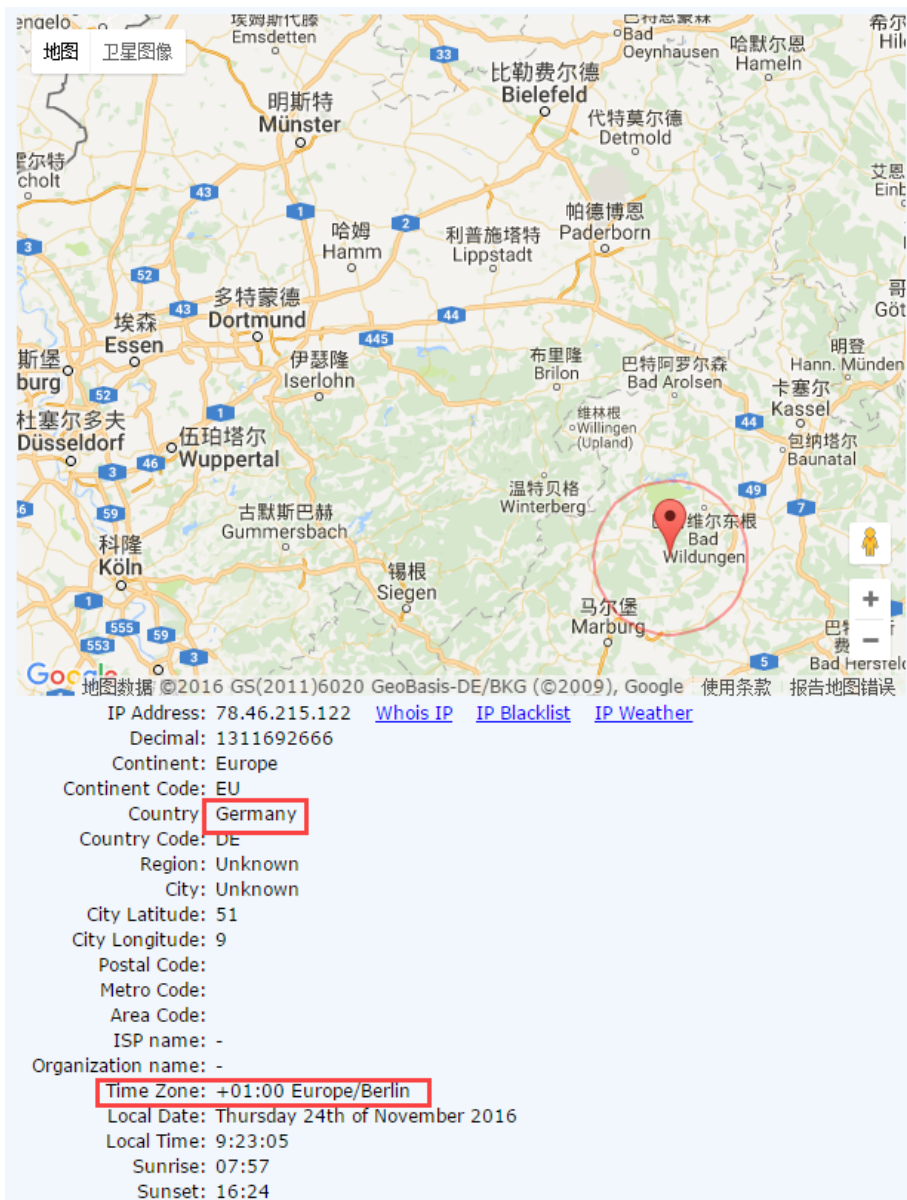 地图 卫星图像
埃姆斯代滕
Emsdetten
33
Bad
Oeynhausen
哈默尔恩
Hameln
比勒费尔德
Bielefeld
明斯特
Münster
代特莫尔德
Detmold
霍尔特
cholt
43
1
2
3
52
哈姆
Hamm
利普施塔特
Lippstadt
帕德博恩
Paderborn
艾恩
哥
Göt
43
多特蒙德
Dortmund
44
445
埃森
Essen
斯堡
burg
52
伊瑟隆
Iserlohn
布里隆
Brilon
巴特阿罗尔森
Bad Arolsen
明登
Hann. Münden
卡塞尔
Kassel
杜塞尔多夫
Düsseldorf
1
伍珀塔尔
Wuppertal
3
46
维林根
Willingen
(Upland)
44
包纳塔尔
Baunatal
59
古默斯巴赫
Gummersbach
温特贝格
Winterberg
49
7
维尔东根
Bad
Wildungen
科隆
Köln
锡根
Siegen
1
555
59
553
3
马尔堡
Marburg
5
Bad Hersfel
+
−
Google
地图数据 ©2016 GS(2011)6020 GeoBasis-DE/BKG (©2009), Google 使用条款 报告地图错误
IP Address: 78.46.215.122 Whois IP IP Blacklist IP Weather
Decimal: 1311692666
Continent: Europe
Continent Code: EU
Country Germany
Country Code: DE
Region: Unknown
City: Unknown
City Latitude: 51
City Longitude: 9
Postal Code:
Metro Code:
Area Code:
ISP name: -
Organization name: -
Time Zone: +01:00 Europe/Berlin
Local Date: Thursday 24th of November 2016
Local Time: 9:23:05
Sunrise: 07:57
Sunset: 16:24